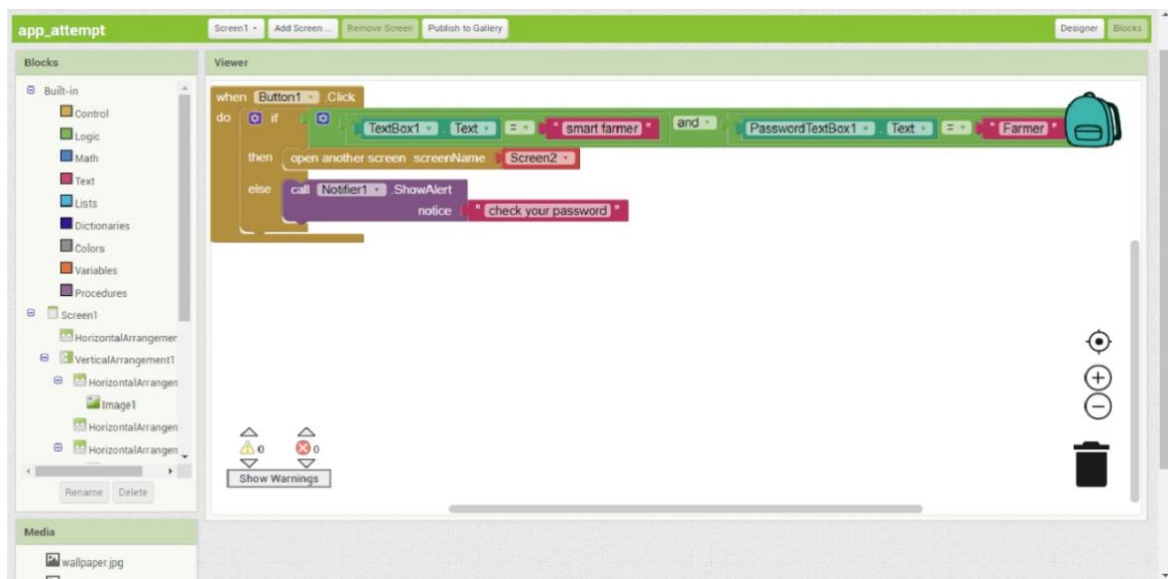 app_attempt
Screen1
Add Screen ...
Remove Screen
Publish to Gallery
Designer
Blocks
Blocks
Viewer
Built-in
Control
Logic
Math
Text
Lists
Dictionaries
Colors
Variables
Procedures
Screen1
HorizontalArrangemer
VerticalArrangement1
HorizontalArrangen
Image1
HorizontalArrangen
HorizontalArrangen
Rename Delete
Media
wallpaper.jpg
when Button1 .Click
do if TextBox1 . Text = " smart farmer " and PasswordTextBox1 . Text = " Farmer "
then open another screen screenName Screen2
else call Notifier1 .ShowAlert
notice " check your password "
0 0
Show Warnings